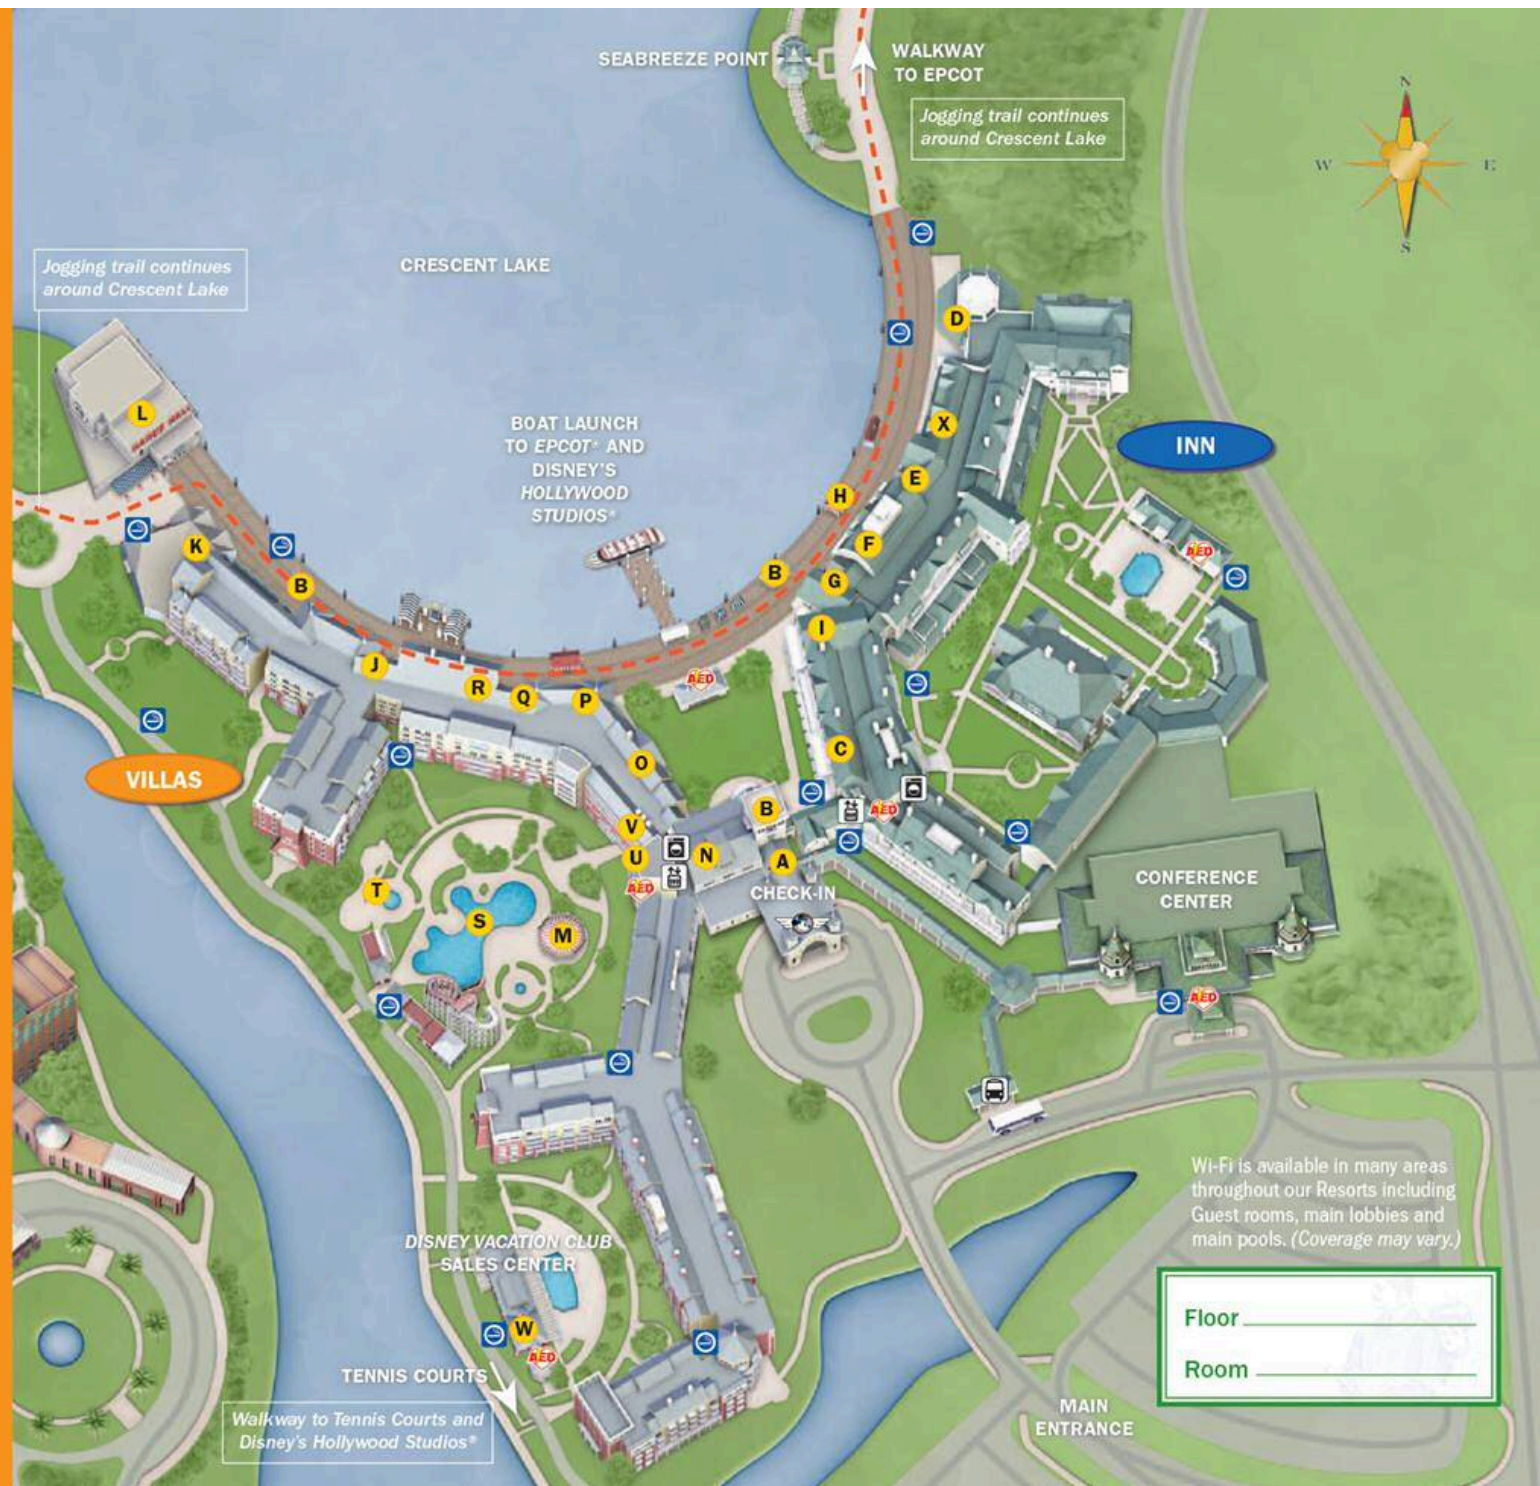 SEABREEZE POINT
WALKWAY
TO EPCOT
Jogging trail continues
around Crescent Lake
N
W
E
S
Jogging trail continues
around Crescent Lake
CRESCENT LAKE
D
L
DANCE HALL
BOAT LAUNCH
TO EPCOT® AND
DISNEY'S
HOLLYWOOD
STUDIOS®
X
INN
E
H
F
K
B
B
G
AED
I
J
R
Q
P
AED
O
C
VILLAS
B
AED
V
U
N
A
AED
CHECK-IN
T
S
M
CONFERENCE
CENTER
AED
Wi-Fi is available in many areas
throughout our Resorts including
Guest rooms, main lobbies and
main pools. (Coverage may vary.)
DISNEY VACATION CLUB
SALES CENTER
W
AED
Floor
Room
TENNIS COURTS
Walkway to Tennis Courts and
Disney's Hollywood Studios®
MAIN
ENTRANCE